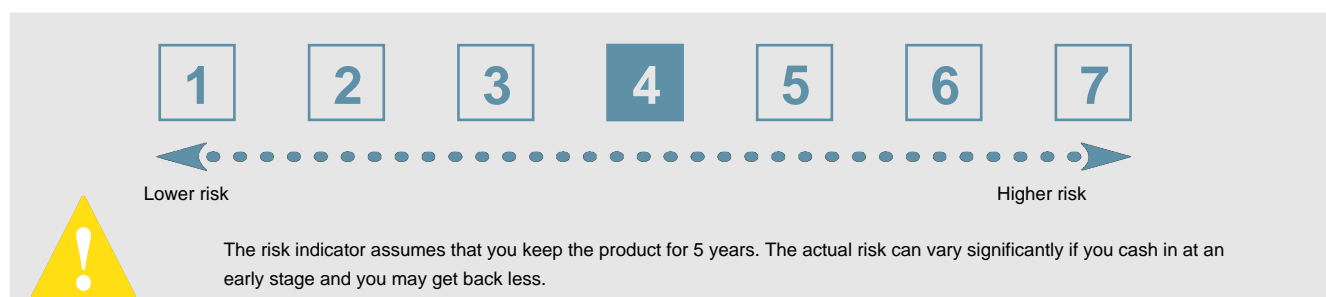 1 2 3 4 5 6 7
Lower risk Higher risk
!
The risk indicator assumes that you keep the product for 5 years. The actual risk can vary significantly if you cash in at an
early stage and you may get back less.